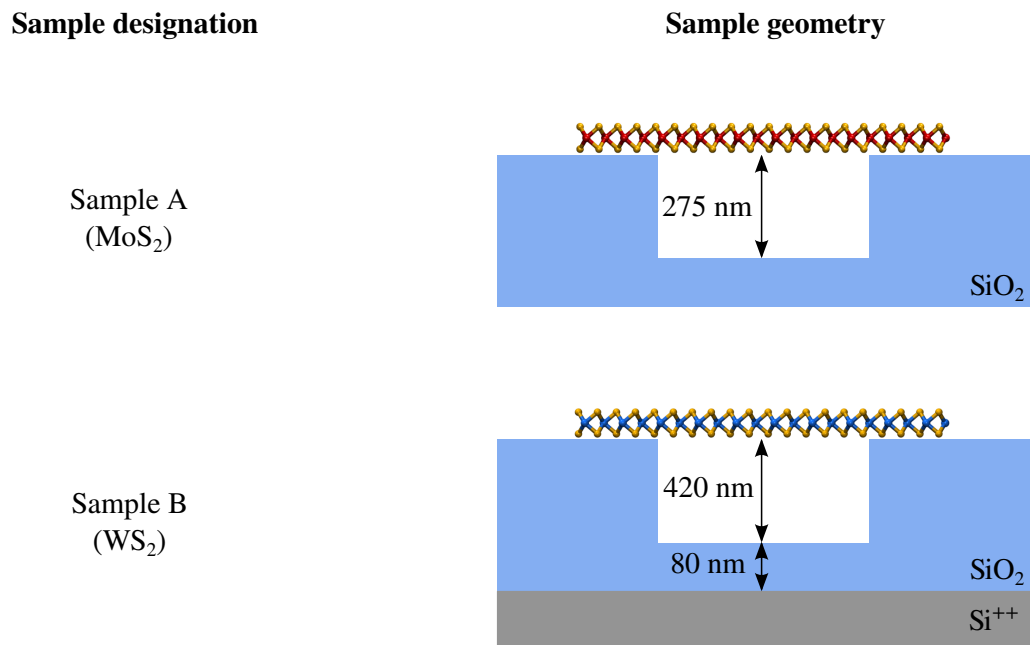 Sample designation
Sample geometry
Sample A
(MoS₂)
275 nm
SiO₂
Sample B
(WS₂)
420 nm
80 nm
SiO₂
Si⁺⁺